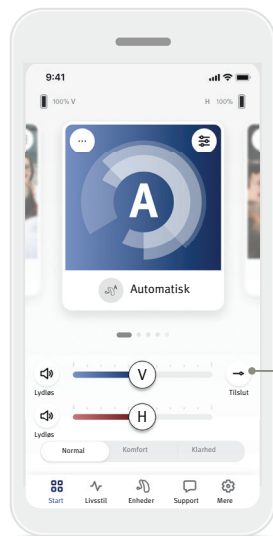 9:41
100% V H 100%
A
Automatisk
V
Lydløs Tilslut
H
Lydløs
Normal Komfort Klarhed
Start Livsstil Enheder Support Mere